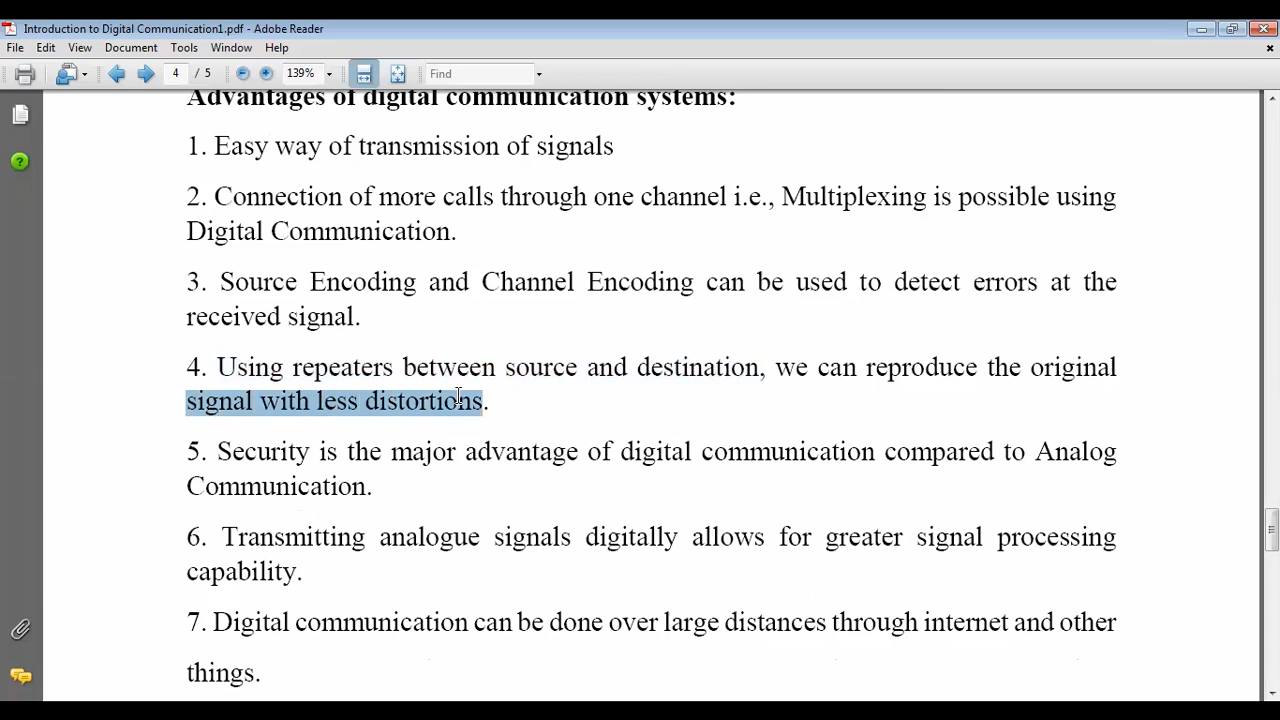 Introduction to Digital Communication1.pdf - Adobe Reader
File Edit View Document Tools Window Help
4 / 5 139% Find
Advantages of digital communication systems:
1. Easy way of transmission of signals
2. Connection of more calls through one channel i.e., Multiplexing is possible using
Digital Communication.
3. Source Encoding and Channel Encoding can be used to detect errors at the
received signal.
4. Using repeaters between source and destination, we can reproduce the original
signal with less distortions.
5. Security is the major advantage of digital communication compared to Analog
Communication.
6. Transmitting analogue signals digitally allows for greater signal processing
capability.
7. Digital communication can be done over large distances through internet and other
things.